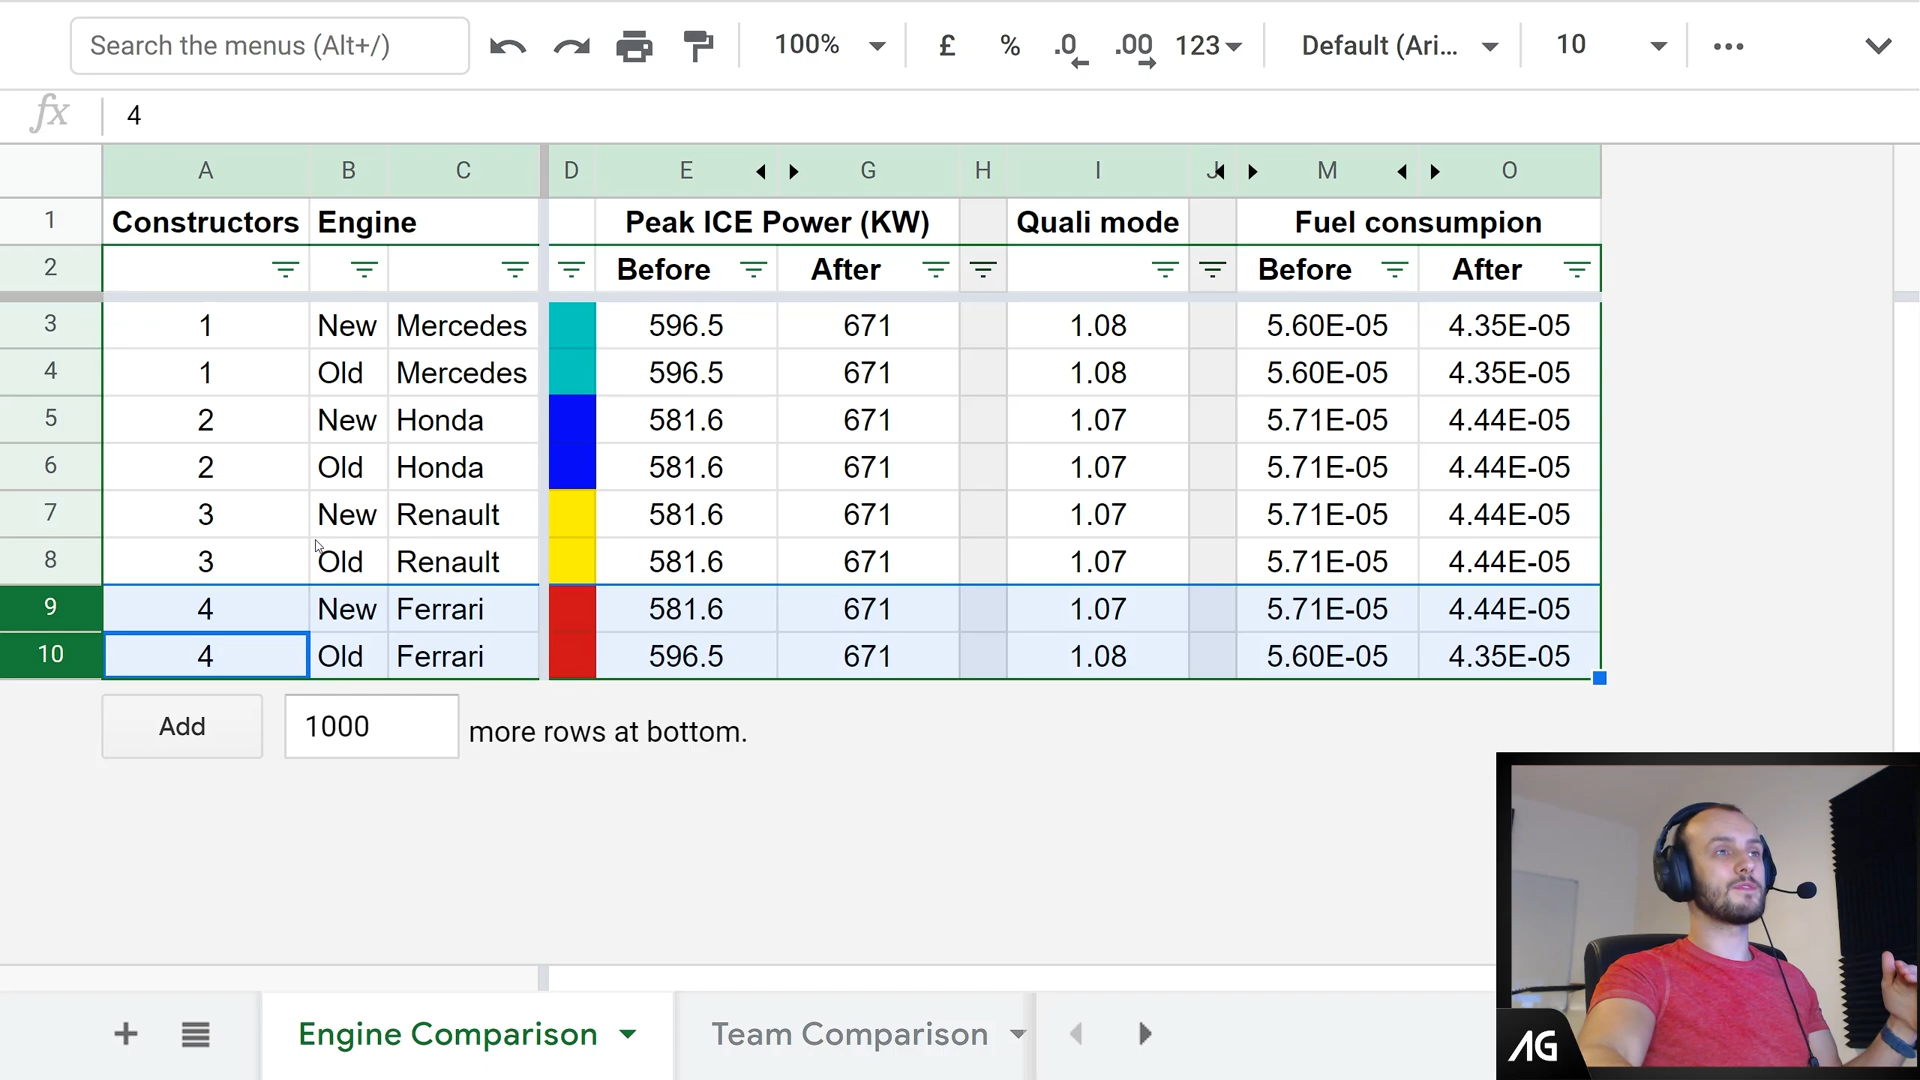 Search the menus (Alt+/) 100% £ % .0 .00 123 Default (Ari... 10
fx 4
A B C D E G H I J M O
1 Constructors Engine Peak ICE Power (KW) Quali mode Fuel consumpion
2 Before After Before After
3 1 New Mercedes 596.5 671 1.08 5.60E-05 4.35E-05
4 1 Old Mercedes 596.5 671 1.08 5.60E-05 4.35E-05
5 2 New Honda 581.6 671 1.07 5.71E-05 4.44E-05
6 2 Old Honda 581.6 671 1.07 5.71E-05 4.44E-05
7 3 New Renault 581.6 671 1.07 5.71E-05 4.44E-05
8 3 Old Renault 581.6 671 1.07 5.71E-05 4.44E-05
9 4 New Ferrari 581.6 671 1.07 5.71E-05 4.44E-05
10 4 Old Ferrari 596.5 671 1.08 5.60E-05 4.35E-05
Add 1000 more rows at bottom.
Engine Comparison Team Comparison
AG